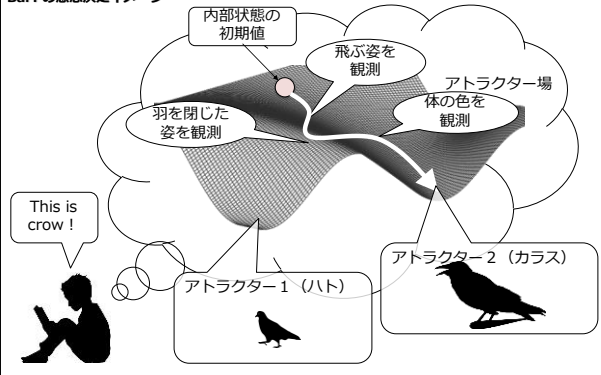 内部状態の
初期値
飛ぶ姿を
観測
アトラクター場
羽を閉じた
姿を観測
体の色を
観測
This is
crow！
アトラクター１（ハト）
アトラクター２（カラス）